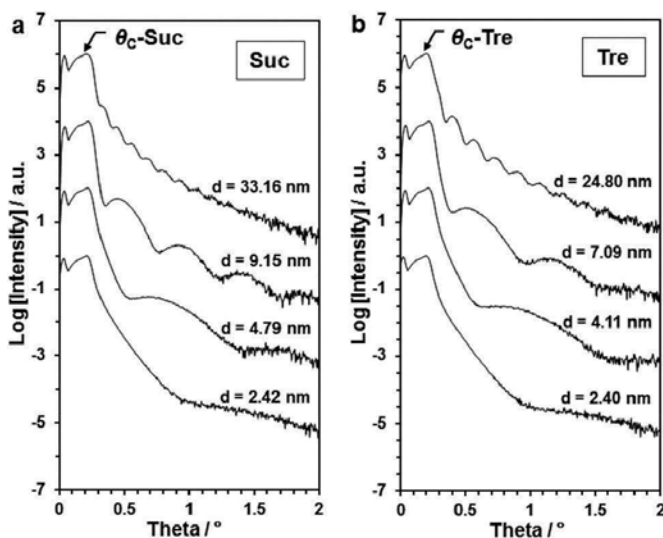 a
θC-Suc
Suc
7
5
3
1
-1
-3
-5
-7
Log [Intensity] / a.u.
d = 33.16 nm
d = 9.15 nm
d = 4.79 nm
d = 2.42 nm
0 0.5 1 1.5 2
Theta / °
b
θC-Tre
Tre
7
5
3
1
-1
-3
-5
-7
Log [Intensity] / a.u.
d = 24.80 nm
d = 7.09 nm
d = 4.11 nm
d = 2.40 nm
0 0.5 1 1.5 2
Theta / °